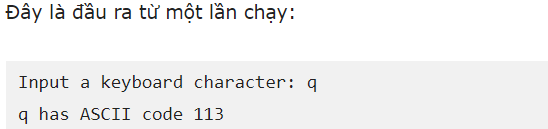 Đây là đầu ra từ một lần chạy:
Input a keyboard character: q
q has ASCII code 113